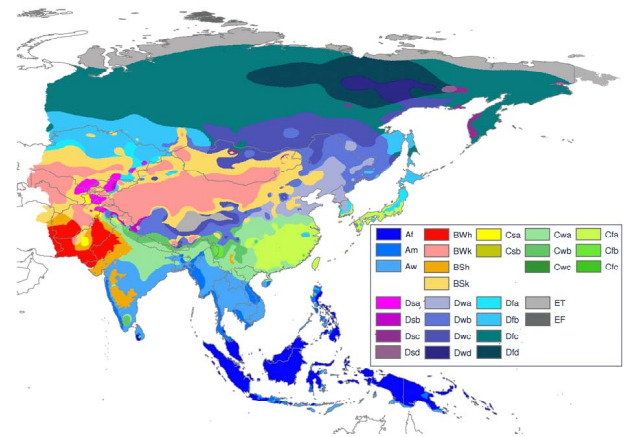 Af BWh Csa Cwa Cfa
Am BWk Csb Cwb Cfb
Aw BSh Cwc Cfc
BSk
Dsa Dwa Dfa ET
Dsb Dwb Dfb EF
Dsc Dwc Dfc
Dsd Dwd Dfd